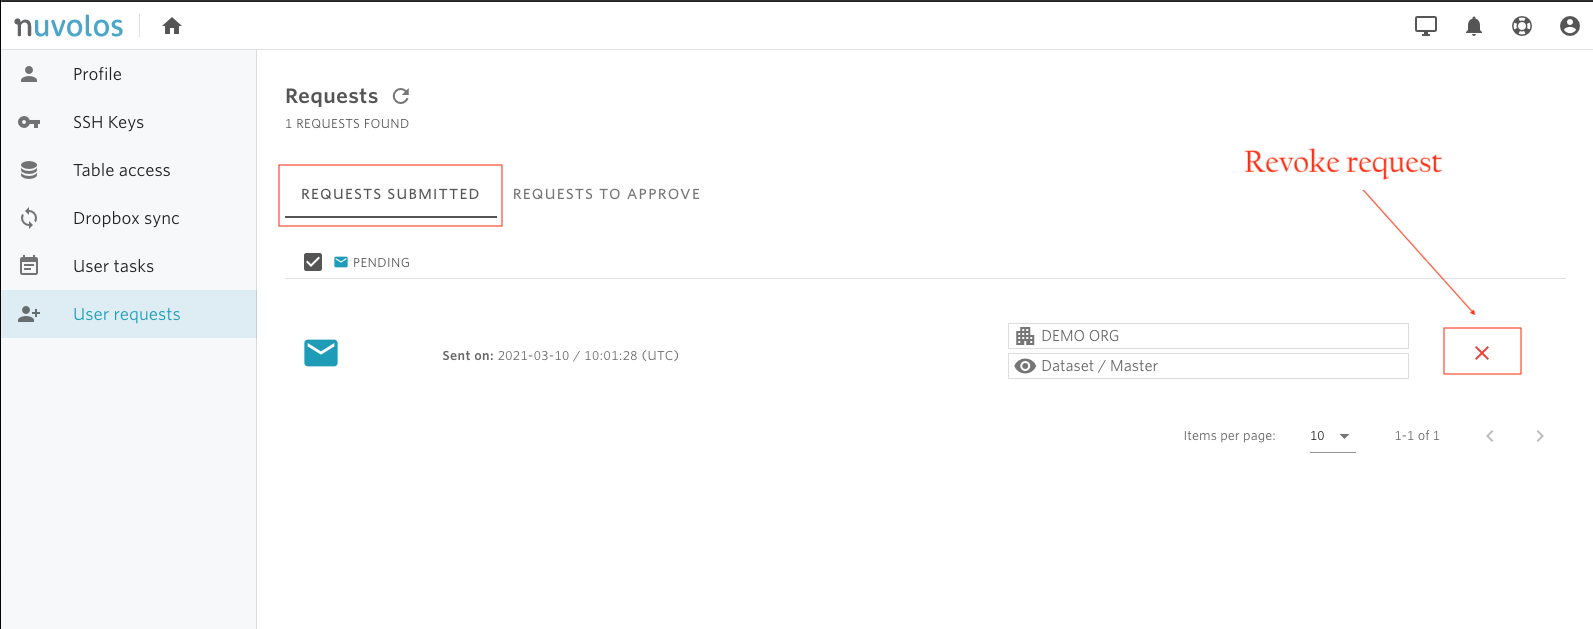 nuvolos
Profile
SSH Keys
Table access
Dropbox sync
User tasks
User requests
Requests
1 REQUESTS FOUND
Revoke request
REQUESTS SUBMITTED REQUESTS TO APPROVE
PENDING
Sent on: 2021-03-10 / 10:01:28 (UTC)
DEMO ORG
Dataset / Master
Items per page: 10 1-1 of 1